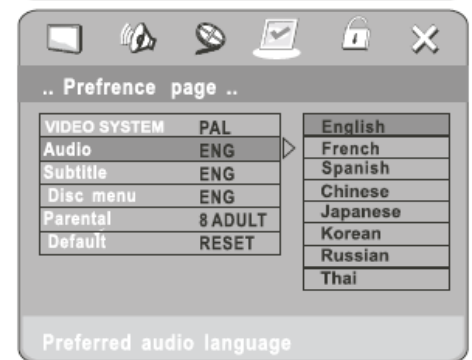 .. Prefrence page ..
VIDEO SYSTEM PAL
Audio ENG
Subtitle ENG
Disc menu ENG
Parental 8 ADULT
Default RESET
English
French
Spanish
Chinese
Japanese
Korean
Russian
Thai
Preferred audio language